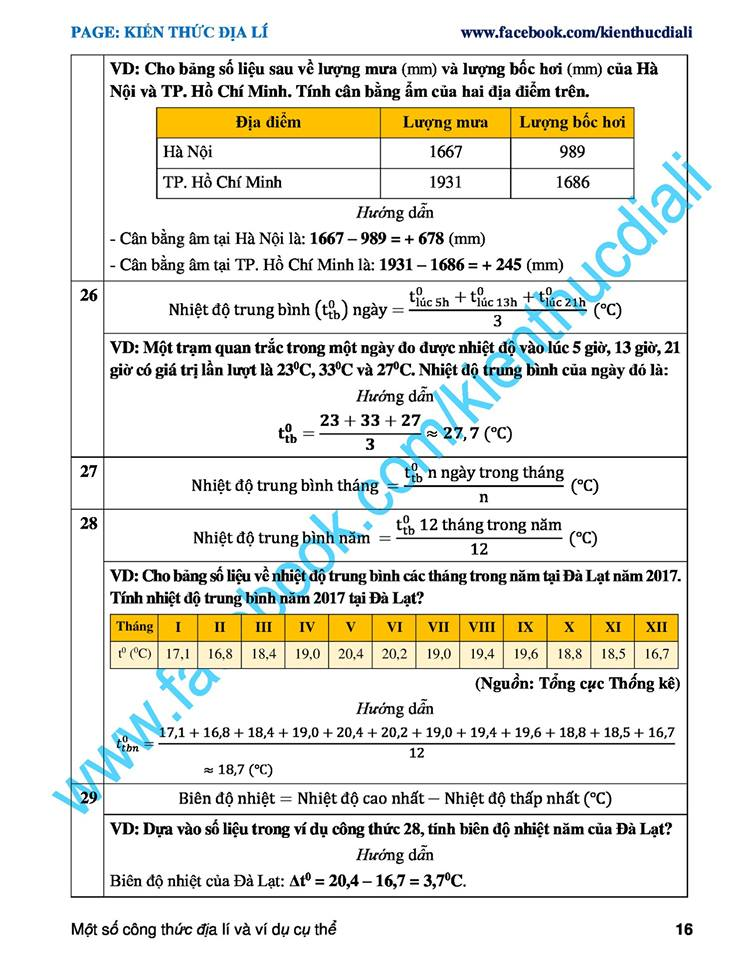 PAGE: KIẾN THỨC ĐỊA LÍ www.facebook.com/kienthucdiali
VD: Cho bảng số liệu sau về lượng mưa (mm) và lượng bốc hơi (mm) của Hà
Nội và TP. Hồ Chí Minh. Tính cân bằng ẩm của hai địa điểm trên.
Địa điểm Lượng mưa Lượng bốc hơi
Hà Nội 1667 989
TP. Hồ Chí Minh 1931 1686
Hướng dẫn
- Cân bằng âm tại Hà Nội là: 1667 – 989 = + 678 (mm)
- Cân bằng âm tại TP. Hồ Chí Minh là: 1931 – 1686 = + 245 (mm)
26 Nhiệt độ trung bình (t⁰tb) ngày = (t⁰lúc 5h + t⁰lúc 13h + t⁰lúc 21h) / 3 (°C)
VD: Một trạm quan trắc trong một ngày đo được nhiệt độ vào lúc 5 giờ, 13 giờ, 21
giờ có giá trị lần lượt là 23⁰C, 33⁰C và 27⁰C. Nhiệt độ trung bình của ngày đó là:
Hướng dẫn
t⁰tb = (23 + 33 + 27) / 3 ≈ 27,7 (°C)
27 Nhiệt độ trung bình tháng = t⁰tb n ngày trong tháng / n (°C)
28 Nhiệt độ trung bình năm = t⁰tb 12 tháng trong năm / 12 (°C)
VD: Cho bảng số liệu về nhiệt độ trung bình các tháng trong năm tại Đà Lạt năm 2017.
Tính nhiệt độ trung bình năm 2017 tại Đà Lạt?
Tháng I II III IV V VI VII VIII IX X XI XII
t⁰ (⁰C) 17,1 16,8 18,4 19,0 20,4 20,2 19,0 19,4 19,6 18,8 18,5 16,7
(Nguồn: Tổng cục Thống kê)
Hướng dẫn
t⁰tbn = (17,1 + 16,8 + 18,4 + 19,0 + 20,4 + 20,2 + 19,0 + 19,4 + 19,6 + 18,8 + 18,5 + 16,7) / 12
≈ 18,7 (°C)
29 Biên độ nhiệt = Nhiệt độ cao nhất − Nhiệt độ thấp nhất (°C)
VD: Dựa vào số liệu trong ví dụ công thức 28, tính biên độ nhiệt năm của Đà Lạt?
Hướng dẫn
Biên độ nhiệt của Đà Lạt: Δt⁰ = 20,4 – 16,7 = 3,7⁰C.
www.facebook.com/kienthucdiali
Một số công thức địa lí và ví dụ cụ thể 16